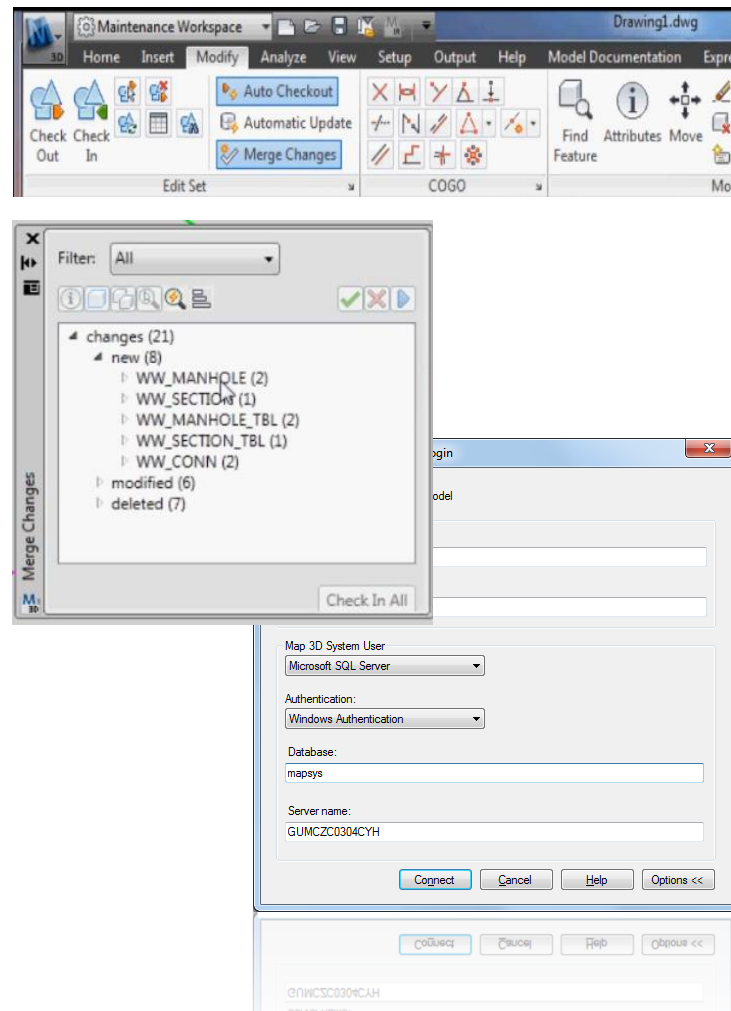 Maintenance Workspace
Drawing1.dwg
3D
Home Insert Modify Analyze View Setup Output Help Model Documentation Expre
Check Out
Check In
Auto Checkout
Automatic Update
Merge Changes
Find Feature
Attributes
Move
Edit Set
COGO
Mo
Filter: All
changes (21)
new (8)
WW_MANHOLE (2)
WW_SECTION (1)
WW_MANHOLE_TBL (2)
WW_SECTION_TBL (1)
WW_CONN (2)
modified (6)
deleted (7)
Merge Changes
Check In All
M
3D
ogin
odel
Map 3D System User
Microsoft SQL Server
Authentication:
Windows Authentication
Database:
mapsys
Server name:
GUMCZC0304CYH
Connect Cancel Help Options <<